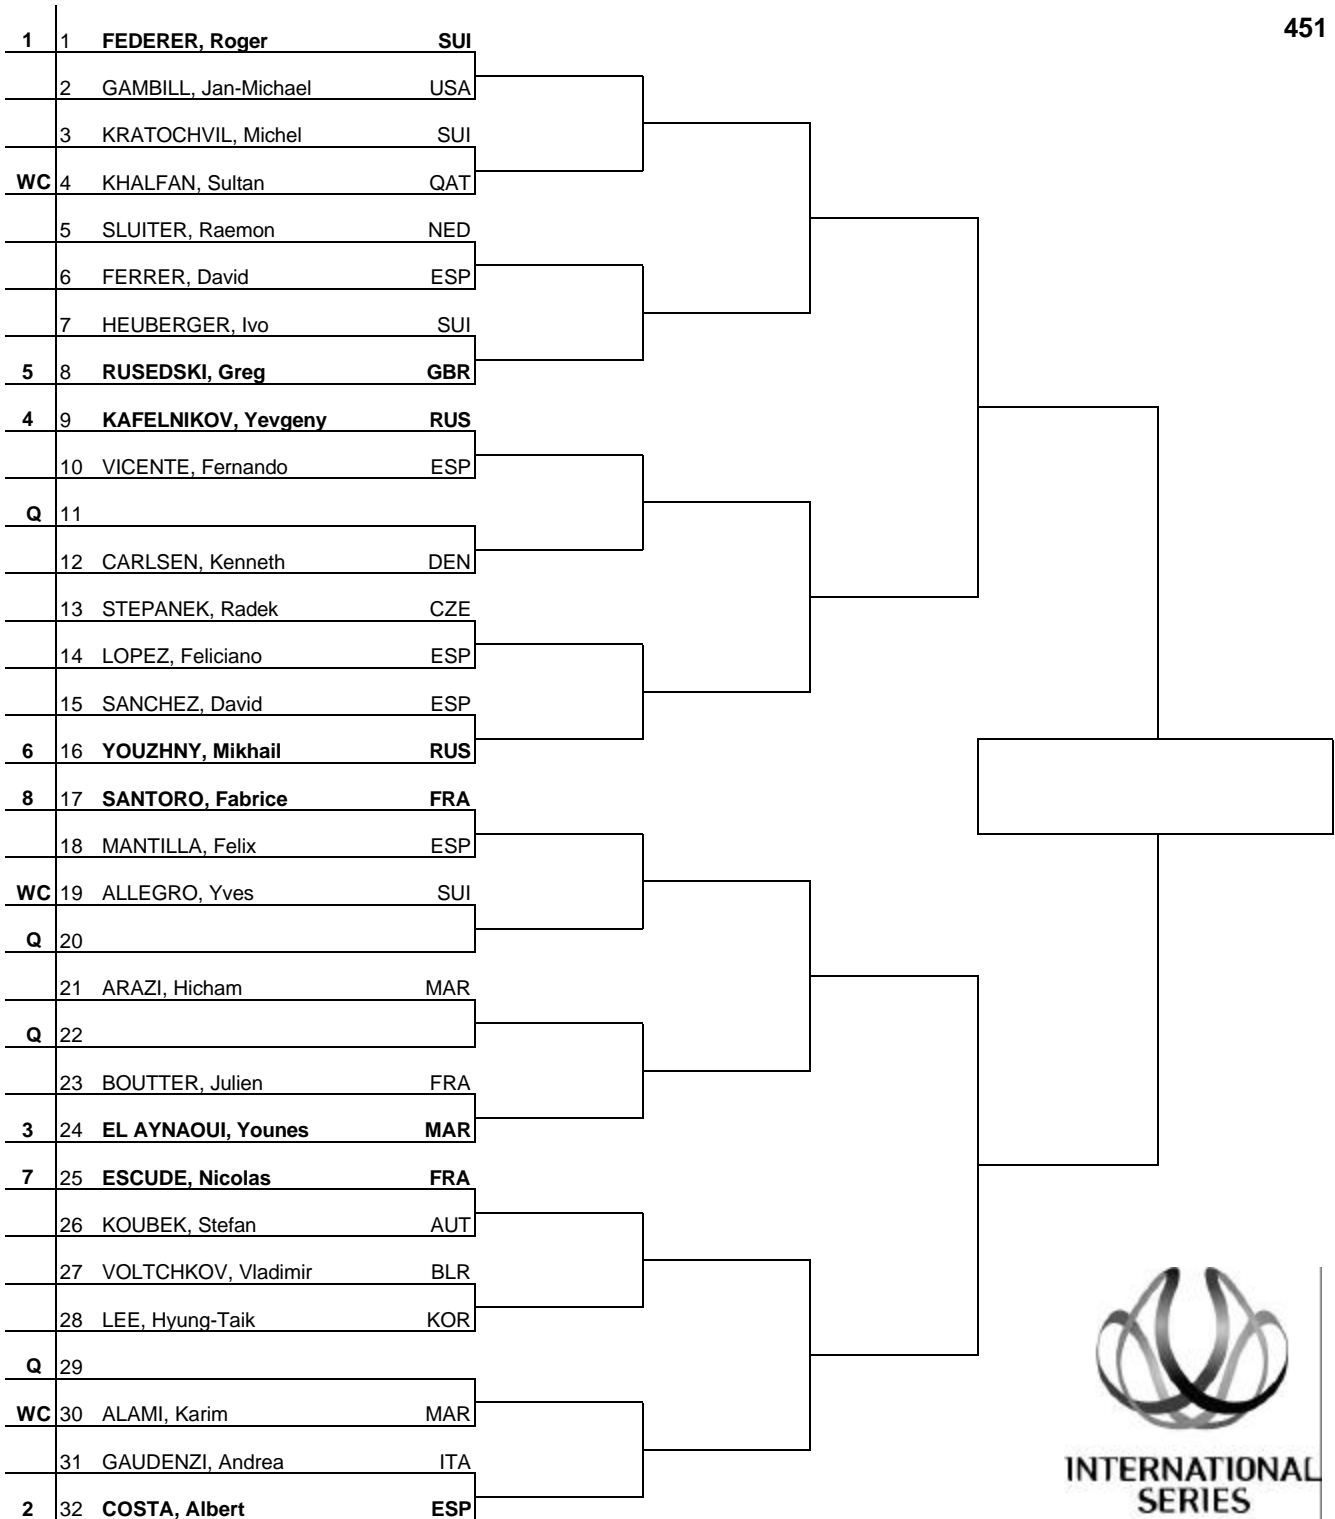 451
1 1 FEDERER, Roger SUI
2 GAMBILL, Jan-Michael USA
3 KRATOCHVIL, Michel SUI
WC 4 KHALFAN, Sultan QAT
5 SLUITER, Raemon NED
6 FERRER, David ESP
7 HEUBERGER, Ivo SUI
5 8 RUSEDSKI, Greg GBR
4 9 KAFELNIKOV, Yevgeny RUS
10 VICENTE, Fernando ESP
Q 11
12 CARLSEN, Kenneth DEN
13 STEPANEK, Radek CZE
14 LOPEZ, Feliciano ESP
15 SANCHEZ, David ESP
6 16 YOUZHNY, Mikhail RUS
8 17 SANTORO, Fabrice FRA
18 MANTILLA, Felix ESP
WC 19 ALLEGRO, Yves SUI
Q 20
21 ARAZI, Hicham MAR
Q 22
23 BOUTTER, Julien FRA
3 24 EL AYNAOUI, Younes MAR
7 25 ESCUDE, Nicolas FRA
26 KOUBEK, Stefan AUT
27 VOLTCHKOV, Vladimir BLR
28 LEE, Hyung-Taik KOR
Q 29
WC 30 ALAMI, Karim MAR
31 GAUDENZI, Andrea ITA
2 32 COSTA, Albert ESP
INTERNATIONAL
SERIES